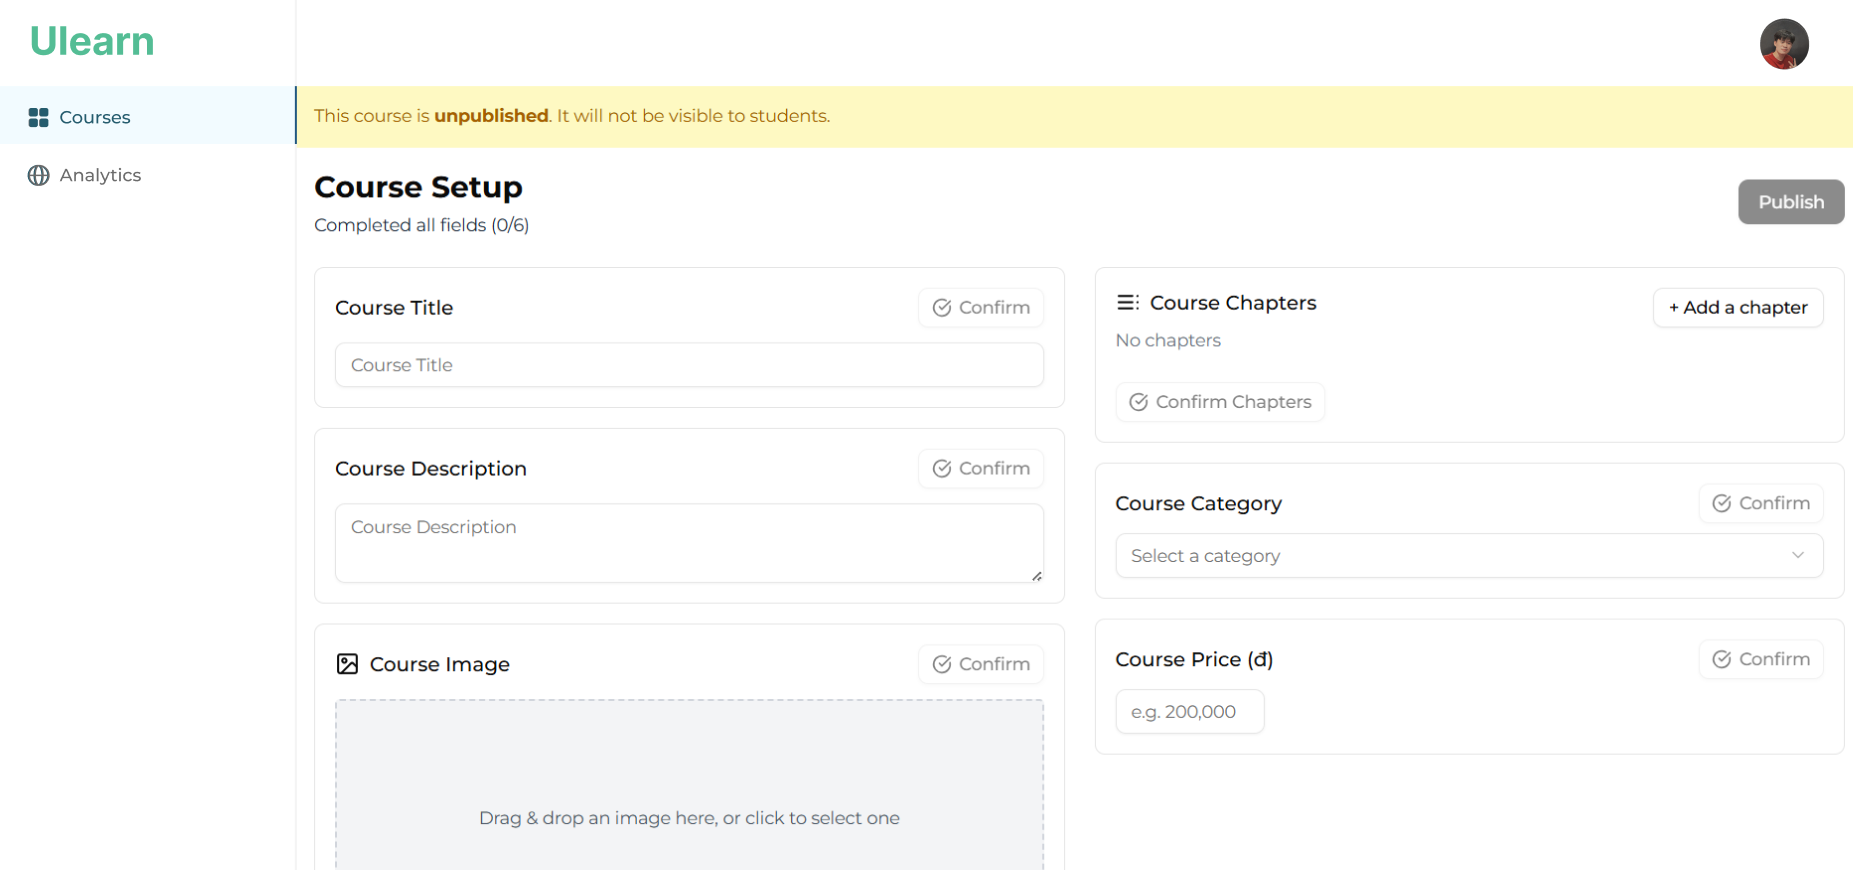 Ulearn
Courses
Analytics
This course is unpublished. It will not be visible to students.
Course Setup
Completed all fields (0/6)
Publish
Course Title
Confirm
Course Title
Course Description
Confirm
Course Description
Course Image
Confirm
Drag & drop an image here, or click to select one
Course Chapters
+ Add a chapter
No chapters
Confirm Chapters
Course Category
Confirm
Select a category
Course Price (đ)
Confirm
e.g. 200,000